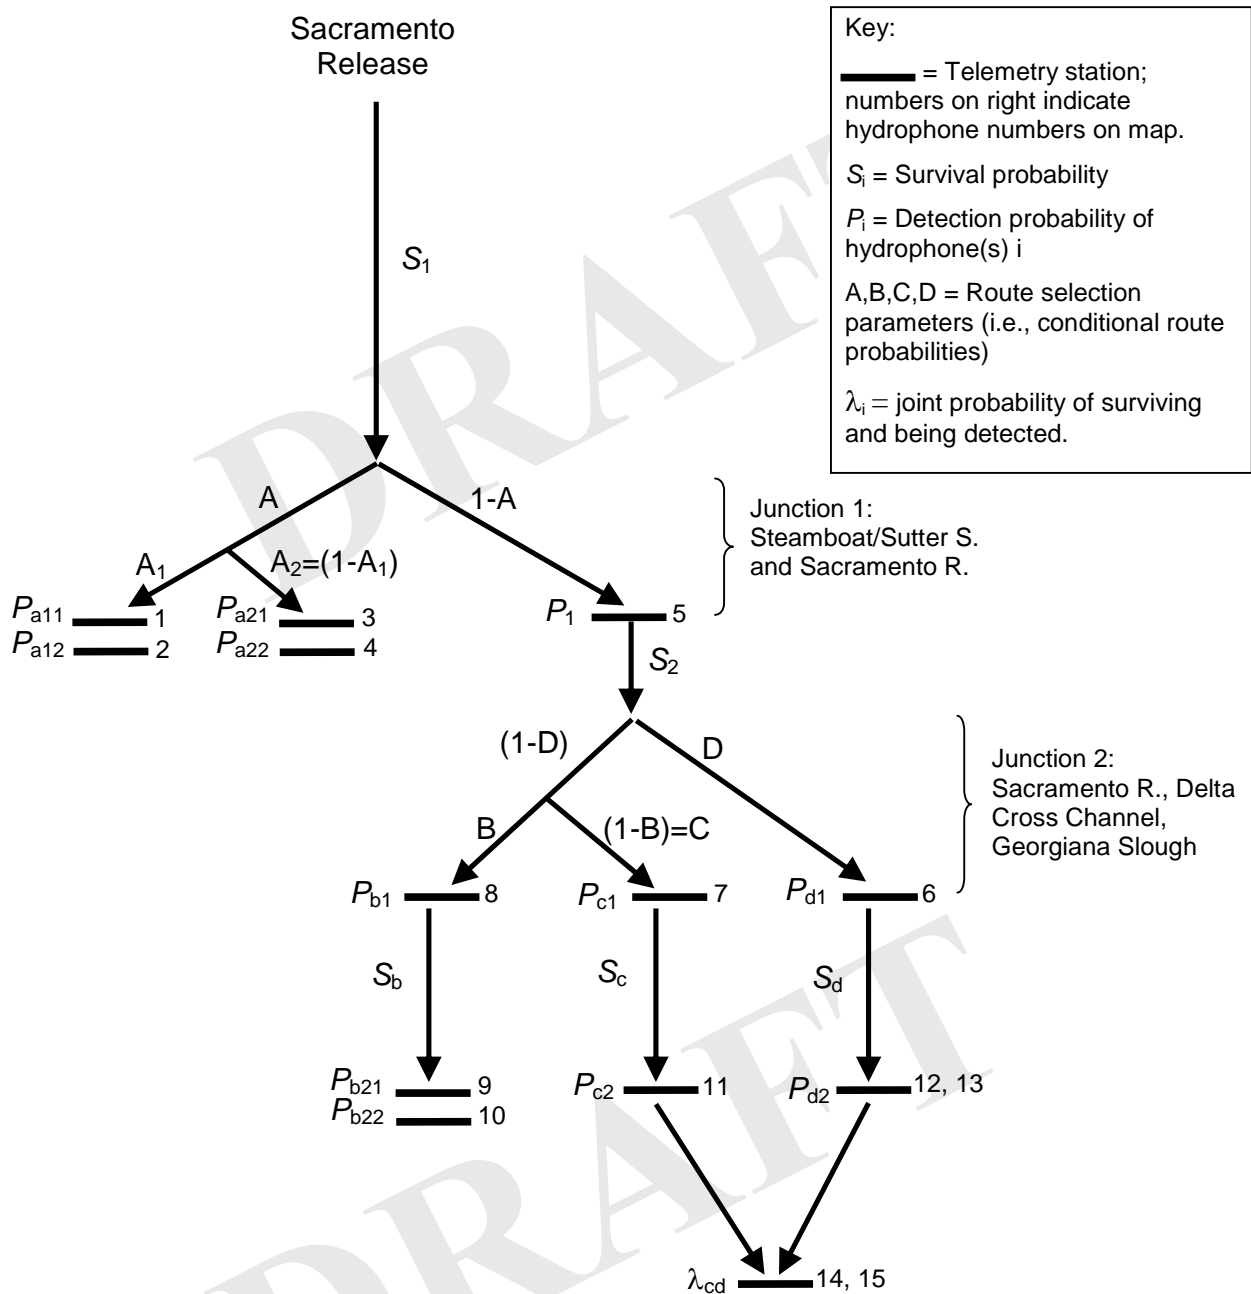 Sacramento
Release
Key:
= Telemetry station;
numbers on right indicate
hydrophone numbers on map.
Si = Survival probability
Pi = Detection probability of
hydrophone(s) i
A,B,C,D = Route selection
parameters (i.e., conditional route
probabilities)
λi = joint probability of surviving
and being detected.
S1
A
1-A
Junction 1:
Steamboat/Sutter S.
and Sacramento R.
A1
A2=(1-A1)
Pa11 1
Pa12 2
Pa21 3
Pa22 4
P1 5
S2
(1-D)
D
Junction 2:
Sacramento R., Delta
Cross Channel,
Georgiana Slough
B
(1-B)=C
Pb1 8
Pc1 7
Pd1 6
Sb
Sc
Sd
Pb21 9
Pb22 10
Pc2 11
Pd2 12, 13
λcd 14, 15
DRAFT
DRAFT